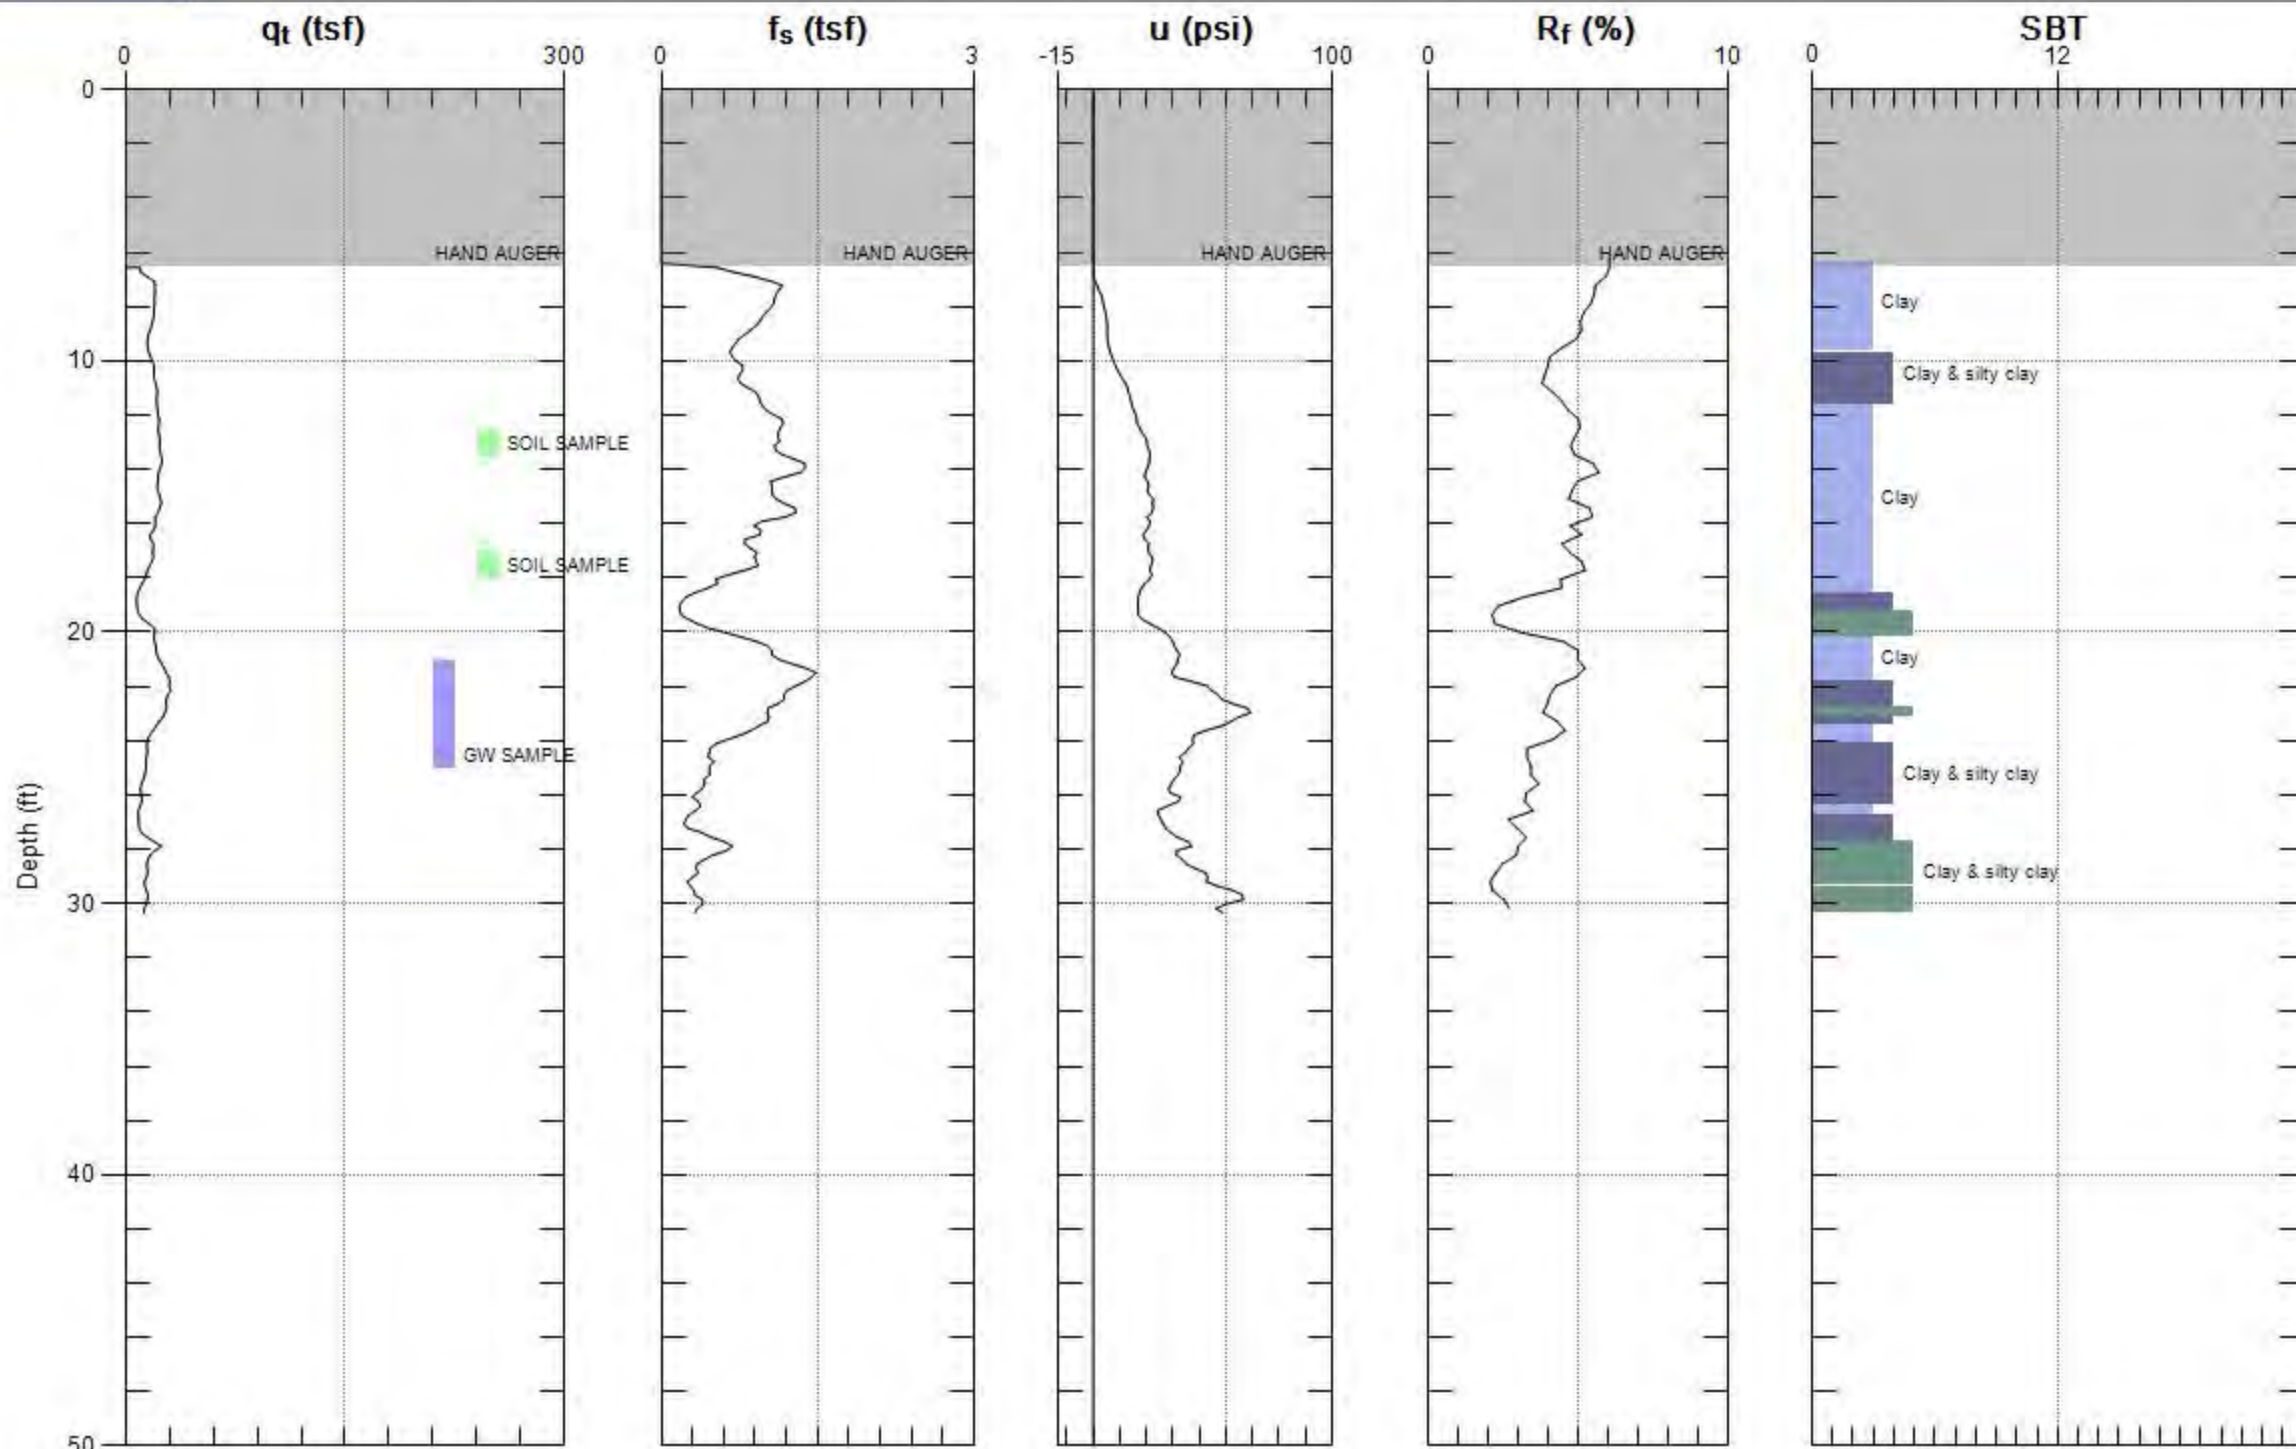 qt (tsf) fs (tsf) u (psi) Rf (%) SBT
0 300 0 3 -15 100 0 10 0 12
0
HAND AUGER HAND AUGER HAND AUGER HAND AUGER
Clay
10
Clay & silty clay
SOIL SAMPLE
Clay
SOIL SAMPLE
20
Clay
GW SAMPLE
Clay & silty clay
Depth (ft)
Clay & silty clay
30
40
50